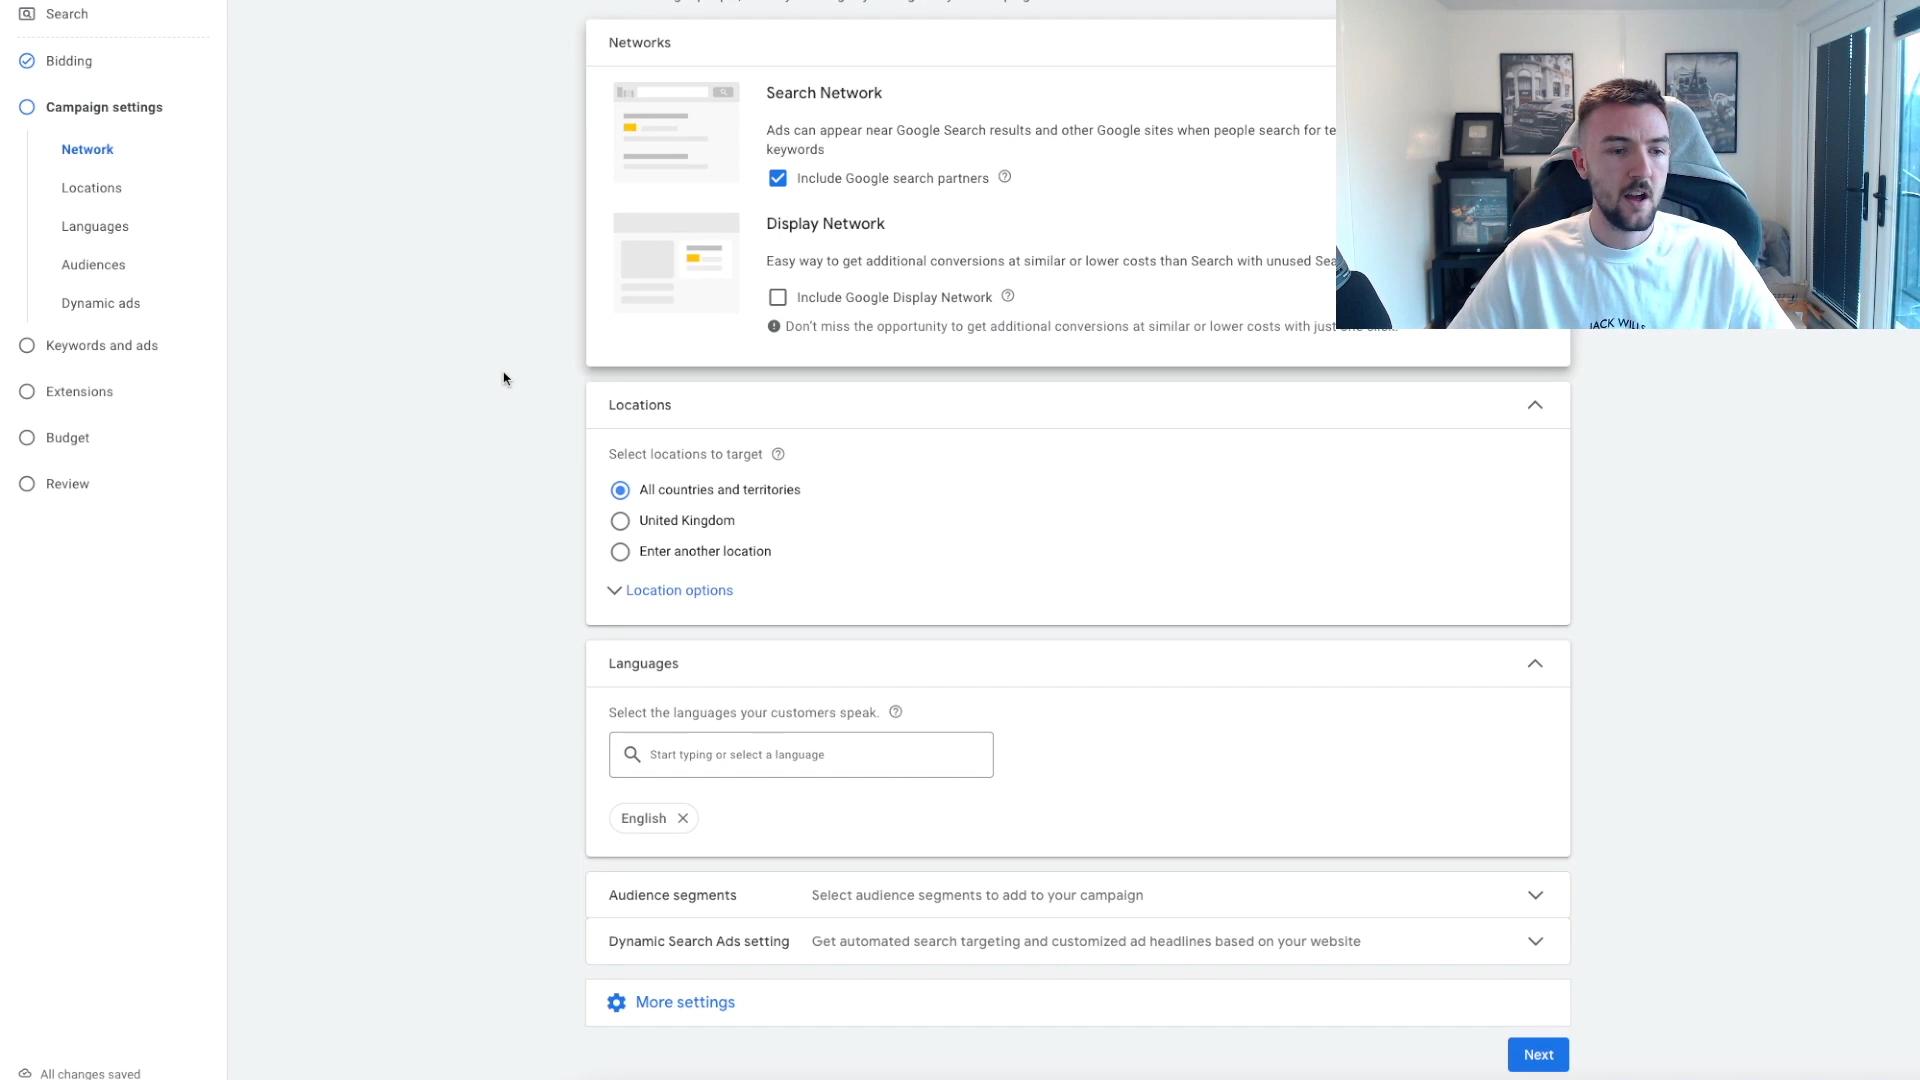 Search
Bidding
Campaign settings
Network
Locations
Languages
Audiences
Dynamic ads
Keywords and ads
Extensions
Budget
Review
All changes saved
Networks
Search Network
Ads can appear near Google Search results and other Google sites when people search for te
keywords
Include Google search partners
Display Network
Easy way to get additional conversions at similar or lower costs than Search with unused Sea
Include Google Display Network
Don't miss the opportunity to get additional conversions at similar or lower costs with just
Locations
Select locations to target
All countries and territories
United Kingdom
Enter another location
Location options
Languages
Select the languages your customers speak.
Start typing or select a language
English
Audience segments Select audience segments to add to your campaign
Dynamic Search Ads setting Get automated search targeting and customized ad headlines based on your website
More settings
Next
JACK WILLS